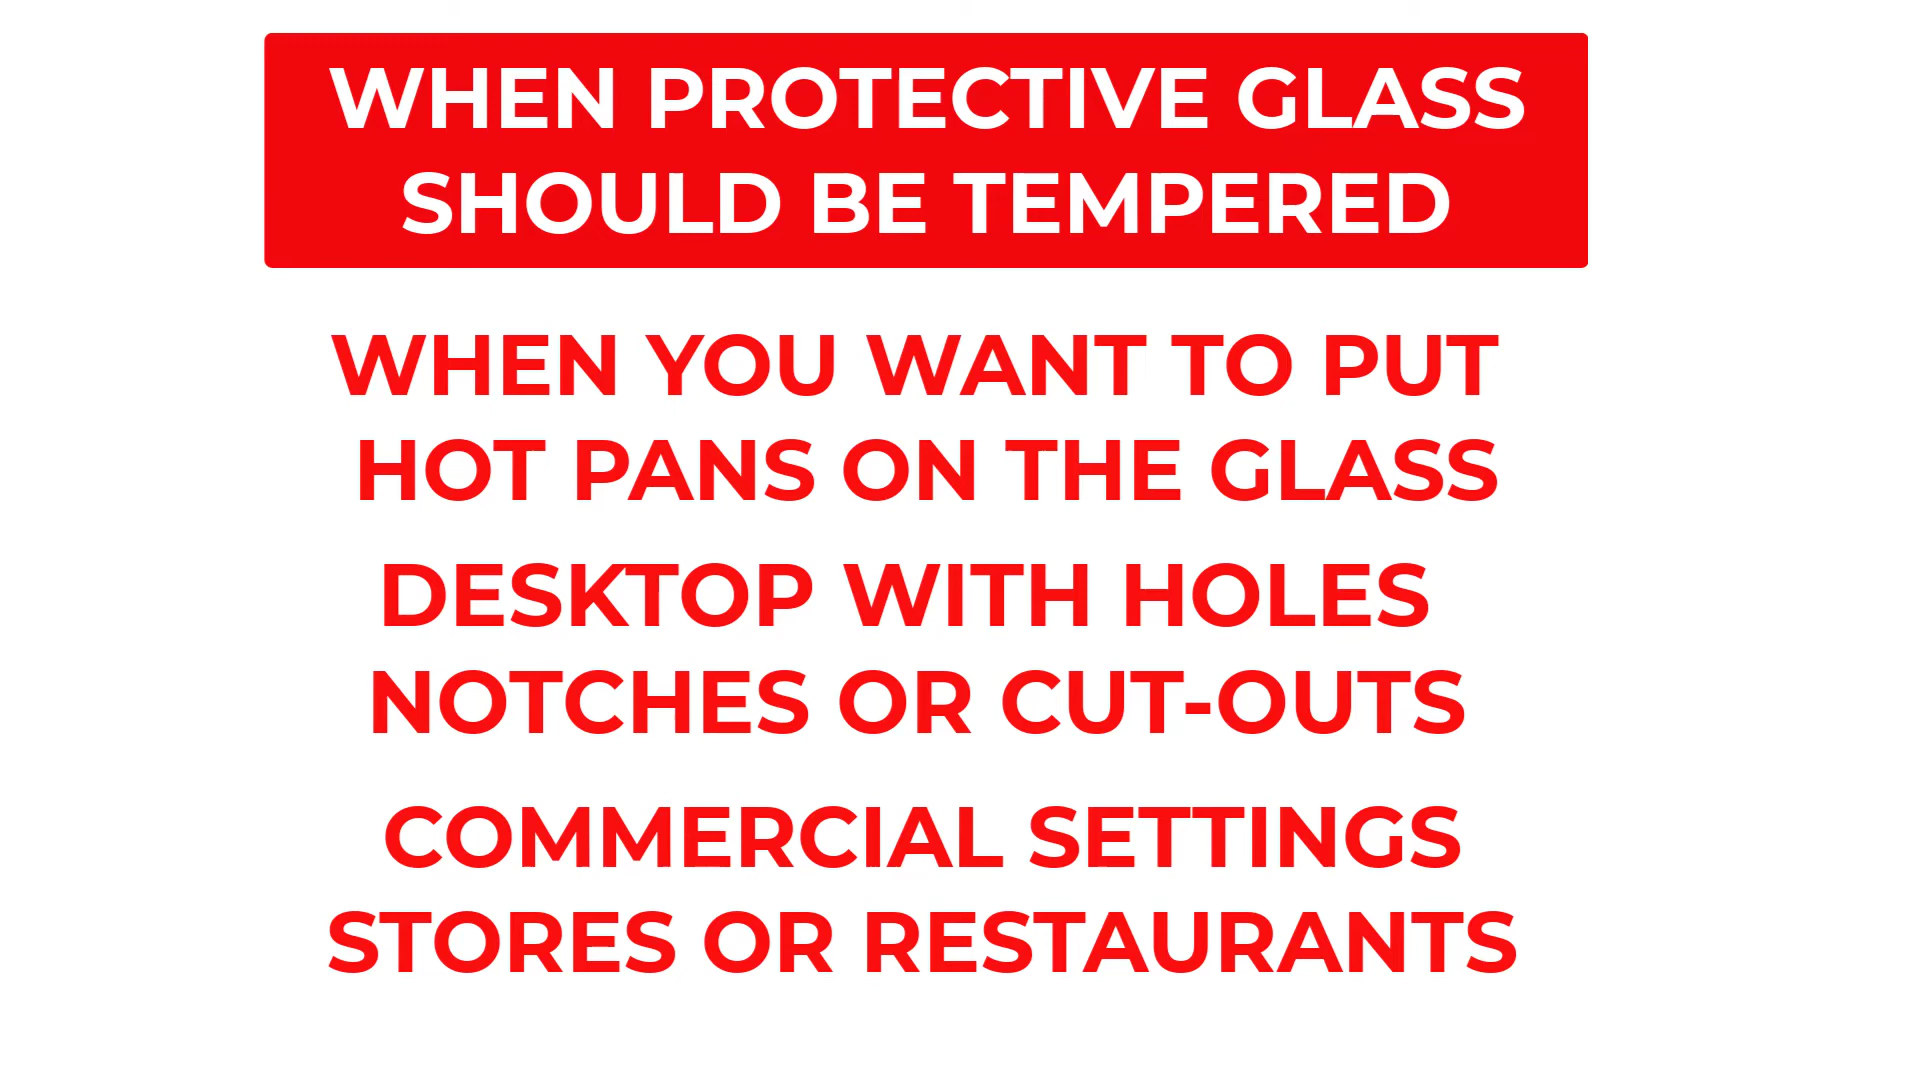 WHEN PROTECTIVE GLASS
SHOULD BE TEMPERED
WHEN YOU WANT TO PUT
HOT PANS ON THE GLASS
DESKTOP WITH HOLES
NOTCHES OR CUT-OUTS
COMMERCIAL SETTINGS
STORES OR RESTAURANTS